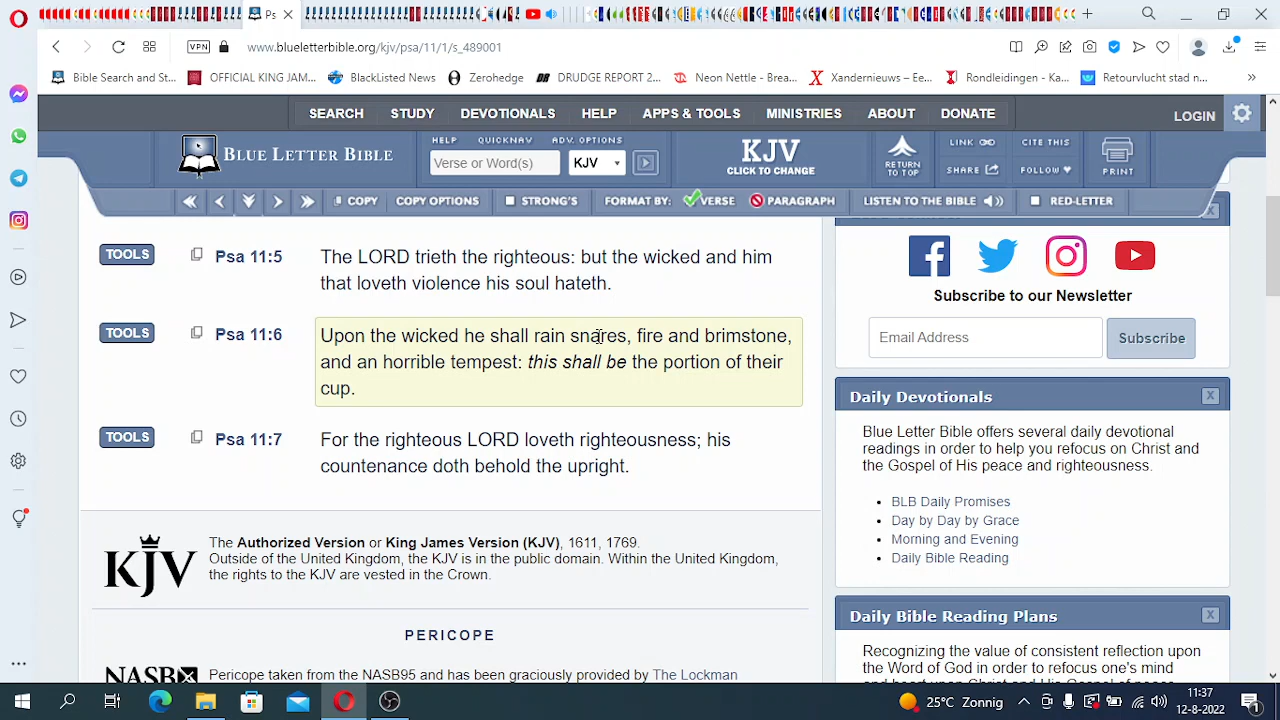 Ps
VPN
www.blueletterbible.org/kjv/psa/11/1/s_489001
Bible Search and St...
OFFICIAL KING JAM...
BlackListed News
Zerohedge
DRUDGE REPORT 2...
Neon Nettle - Brea...
Xandernieuws – Ee...
Rondleidingen - Ka...
Retourvlucht stad n...
SEARCH STUDY DEVOTIONALS HELP APPS & TOOLS MINISTRIES ABOUT DONATE
LOGIN
BLUE LETTER BIBLE
HELP QUICKNAV ADV. OPTIONS
Verse or Word(s)
KJV
KJV
CLICK TO CHANGE
RETURN
TO TOP
LINK
CITE THIS
SHARE
FOLLOW
PRINT
COPY COPY OPTIONS STRONG'S FORMAT BY: VERSE PARAGRAPH LISTEN TO THE BIBLE RED-LETTER
TOOLS Psa 11:5 The LORD trieth the righteous: but the wicked and him
that loveth violence his soul hateth.
TOOLS Psa 11:6 Upon the wicked he shall rain snares, fire and brimstone,
and an horrible tempest: this shall be the portion of their
cup.
TOOLS Psa 11:7 For the righteous LORD loveth righteousness; his
countenance doth behold the upright.
KJV
The Authorized Version or King James Version (KJV), 1611, 1769.
Outside of the United Kingdom, the KJV is in the public domain. Within the United Kingdom,
the rights to the KJV are vested in the Crown.
PERICOPE
NASB
Pericope taken from the NASB95 and has been graciously provided by The Lockman
X
Subscribe to our Newsletter
Email Address
Subscribe
Daily Devotionals
X
Blue Letter Bible offers several daily devotional
readings in order to help you refocus on Christ and
the Gospel of His peace and righteousness.
BLB Daily Promises
Day by Day by Grace
Morning and Evening
Daily Bible Reading
Daily Bible Reading Plans
X
Recognizing the value of consistent reflection upon
the Word of God in order to refocus one's mind
25°C Zonnig
11:37
12-8-2022
1